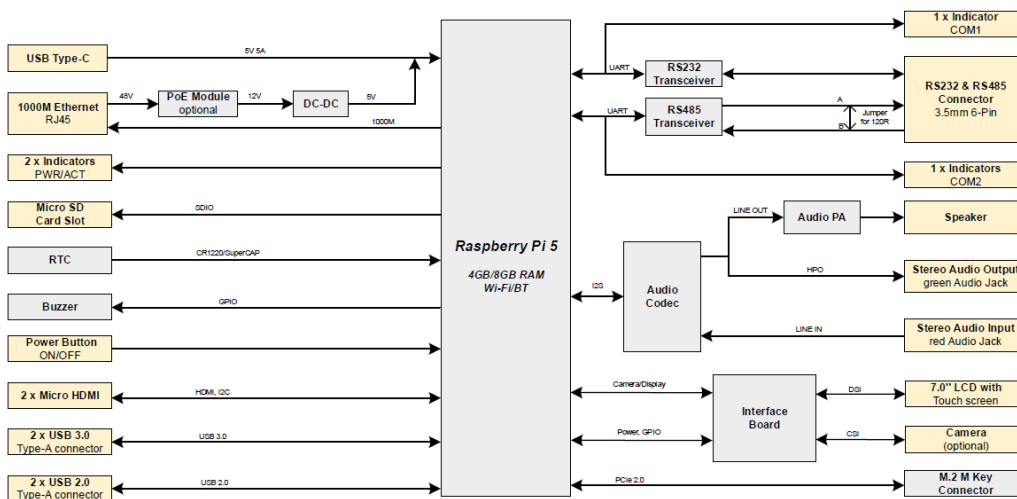 USB Type-C
5V 5A
1000M Ethernet
RJ45
48V
PoE Module
optional
12V
DC-DC
5V
1000M
2 x Indicators
PWR/ACT
Micro SD
Card Slot
SDIO
RTC
CR1220/SuperCAP
Buzzer
GPIO
Power Button
ON/OFF
2 x Micro HDMI
HDMI, I2C
2 x USB 3.0
Type-A connector
USB 3.0
2 x USB 2.0
Type-A connector
USB 2.0
Raspberry Pi 5
4GB/8GB RAM
Wi-Fi/BT
1 x Indicator
COM1
UART
RS232
Transceiver
UART
RS485
Transceiver
A
B
Jumper
for 120R
RS232 & RS485
Connector
3.5mm 6-Pin
1 x Indicators
COM2
I2S
Audio
Codec
LINE OUT
Audio PA
Speaker
HPO
Stereo Audio Output
green Audio Jack
LINE IN
Stereo Audio Input
red Audio Jack
Camera/Display
Power, GPIO
Interface
Board
DSI
7.0" LCD with
Touch screen
CSI
Camera
(optional)
PCIe 2.0
M.2 M Key
Connector